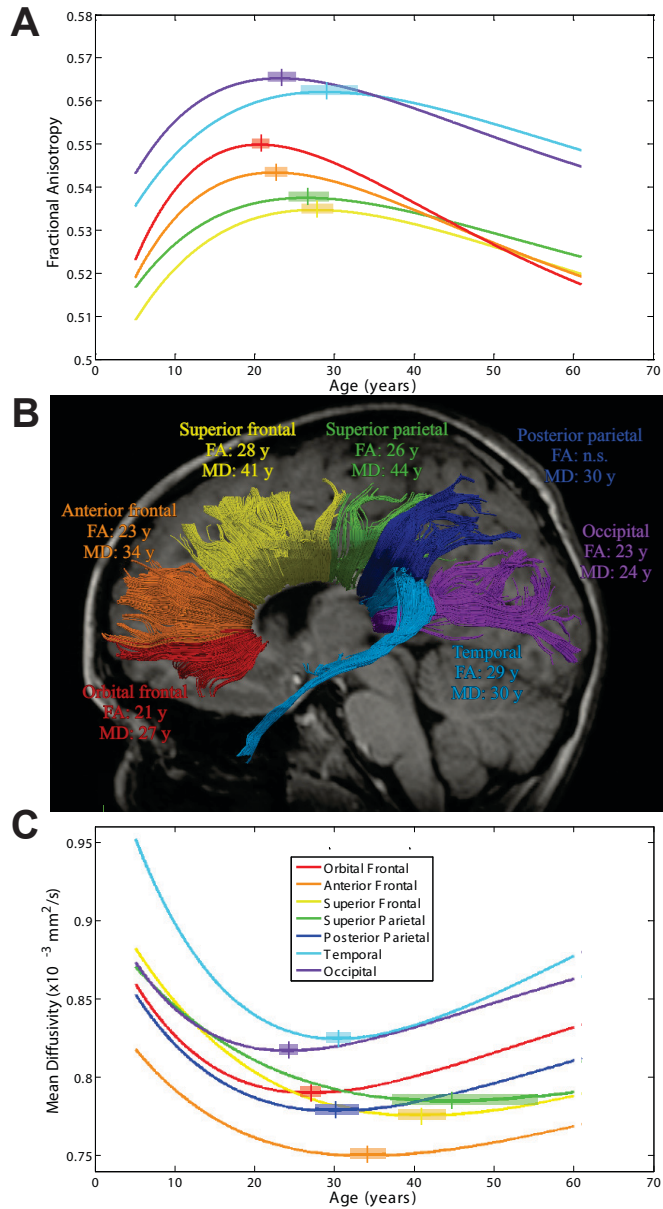 A
0.58
0.57
0.56
0.55
0.54
0.53
0.52
0.51
0.5
Fractional Anisotropy
0 10 20 30 40 50 60 70
Age (years)
B
Superior frontal
FA: 28 y
MD: 41 y
Superior parietal
FA: 26 y
MD: 44 y
Posterior parietal
FA: n.s.
MD: 30 y
Anterior frontal
FA: 23 y
MD: 34 y
Occipital
FA: 23 y
MD: 24 y
Temporal
FA: 29 y
MD: 30 y
Orbital frontal
FA: 21 y
MD: 27 y
C
0.95
0.9
0.85
0.8
0.75
Mean Diffusivity (x10 ⁻³ mm²/s)
Orbital Frontal
Anterior Frontal
Superior Frontal
Superior Parietal
Posterior Parietal
Temporal
Occipital
0 10 20 30 40 50 60 70
Age (years)